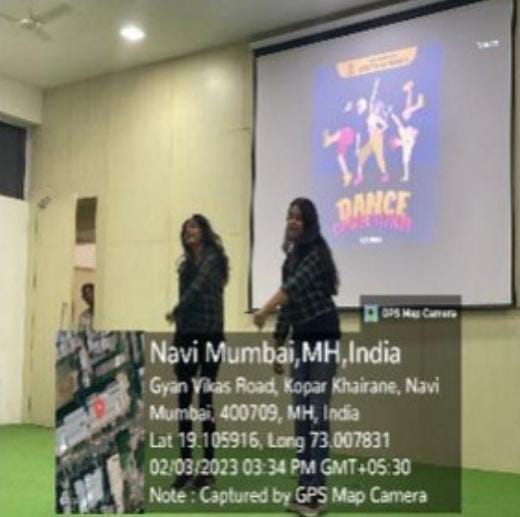 DANCE
GPS Map Camera
Navi Mumbai,MH,India
Gyan Vikas Road, Kopar Khairane, Navi
Mumbai, 400709, MH, India
Lat 19.105916, Long 73.007831
02/03/2023 03:34 PM GMT+05:30
Note : Captured by GPS Map Camera